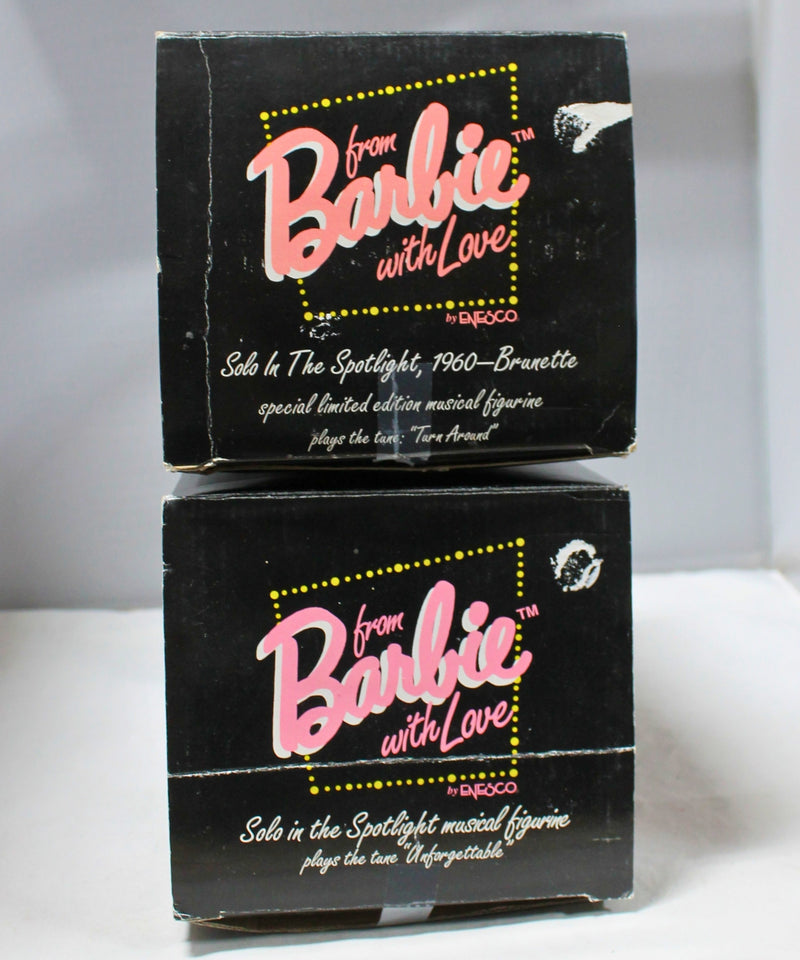 from
Barbie™
with Love
by ENESCO
Solo In The Spotlight, 1960—Brunette
special limited edition musical figurine
plays the tune: "Turn Around"
from
Barbie™
with Love
by ENESCO
Solo in the Spotlight musical figurine
plays the tune "Unforgettable"